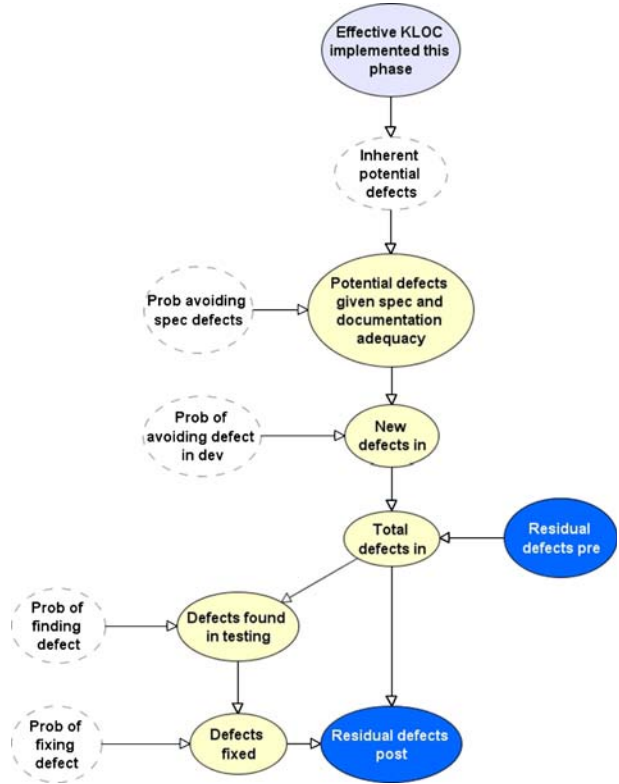 Effective KLOC
implemented this
phase
Inherent
potential
defects
Prob avoiding
spec defects
Potential defects
given spec and
documentation
adequacy
Prob of
avoiding defect
in dev
New
defects in
Total
defects in
Residual
defects pre
Prob of
finding
defect
Defects found
in testing
Prob of
fixing
defect
Defects
fixed
Residual defects
post